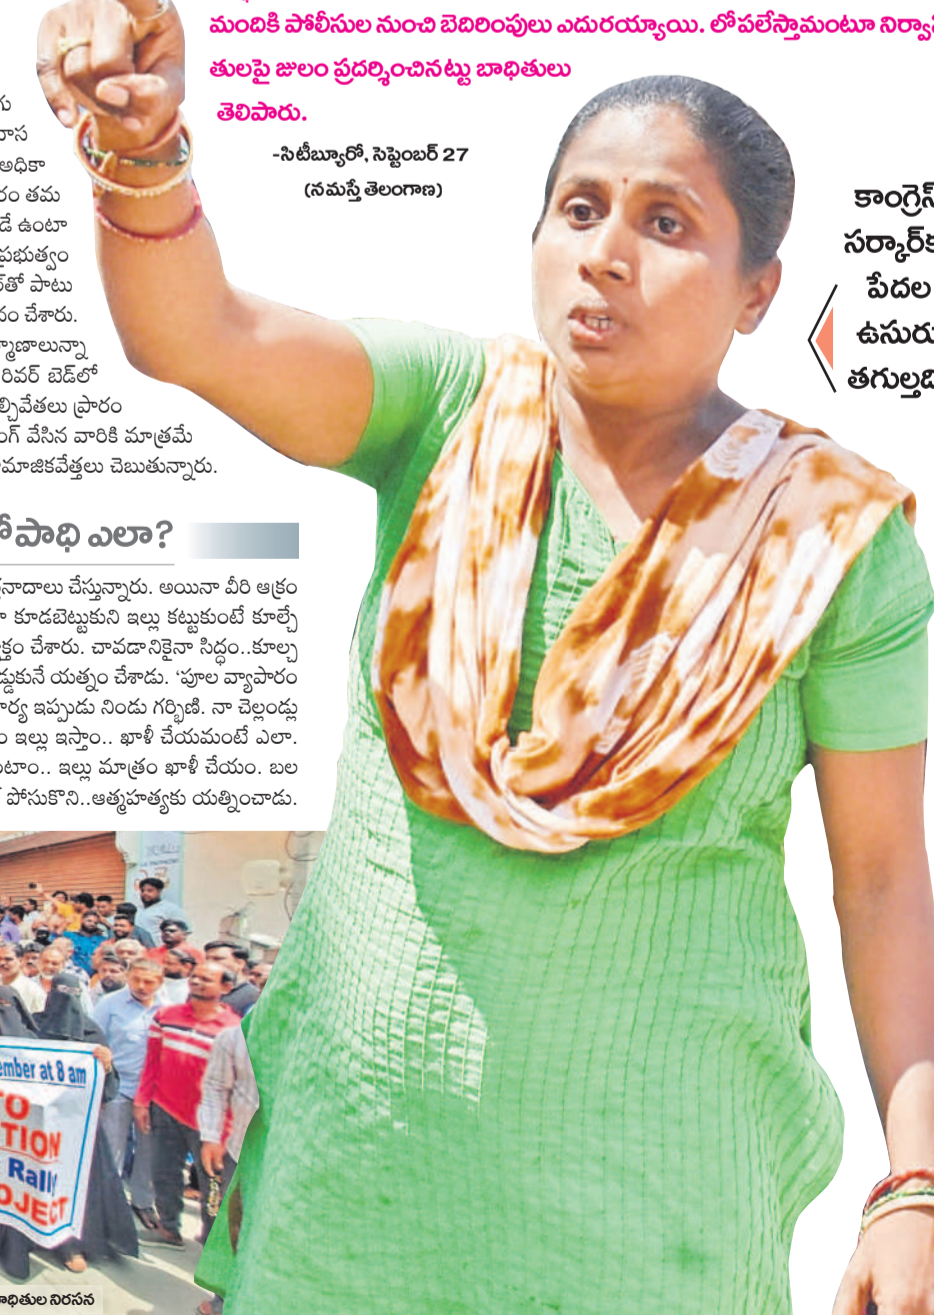 మందికి పోలీసుల నుంచి బెదిరింపులు ఎదురయ్యాయి. లోపలేస్తామంటూ
తులపై జులం ప్రదర్శించినట్టు బాధితులు
తెలిపారు.
-సిటీబ్యూరో, సెప్టెంబర్ 27
(నమస్తే తెలంగాణ)
అధికా
రం తమ
డే ఉంటా
ప్రభుత్వం
తో పాటు
నం చేశారు.
ర్మాణాలున్నా
రివర్ బెడ్‌లో
ల్చివేతలు ప్రారం
ంగ్ వేసిన వారికి మాత్రమే
మాజికవేత్తలు చెబుతున్నారు.
కాంగ్రెస్
సర్కార్‌కు
పేదల
ఉసురు
తగుల్తది
ోపాధి ఎలా?
నాదాలు చేస్తున్నారు. అయినా వీరి ఆక్రం
కూడబెట్టుకుని ఇల్లు కట్టుకుంటే కూల్చే
క్తం చేశారు. చావడానికైనా సిద్ధం..కూల్చ
డ్డుకునే యత్నం చేశాడు. ‘పూల వ్యాపారం
ార్య ఇప్పుడు నిండు గర్భిణి. నా చెల్లండ్లు
ఇల్లు ఇస్తాం.. ఖాళీ చేయమంటే ఎలా.
ంటాం.. ఇల్లు మాత్రం ఖాళీ చేయం. బల
పోసుకొని..ఆత్మహత్యకు యత్నించాడు.
ember at 8 am
TO
TION
Rally
OJECT
ాధితుల నిరసన